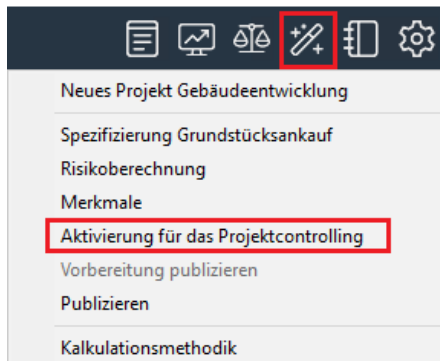 Neues Projekt Gebäudeentwicklung
Spezifizierung Grundstücksankauf
Risikoberechnung
Merkmale
Aktivierung für das Projektcontrolling
Vorbereitung publizieren
Publizieren
Kalkulationsmethodik